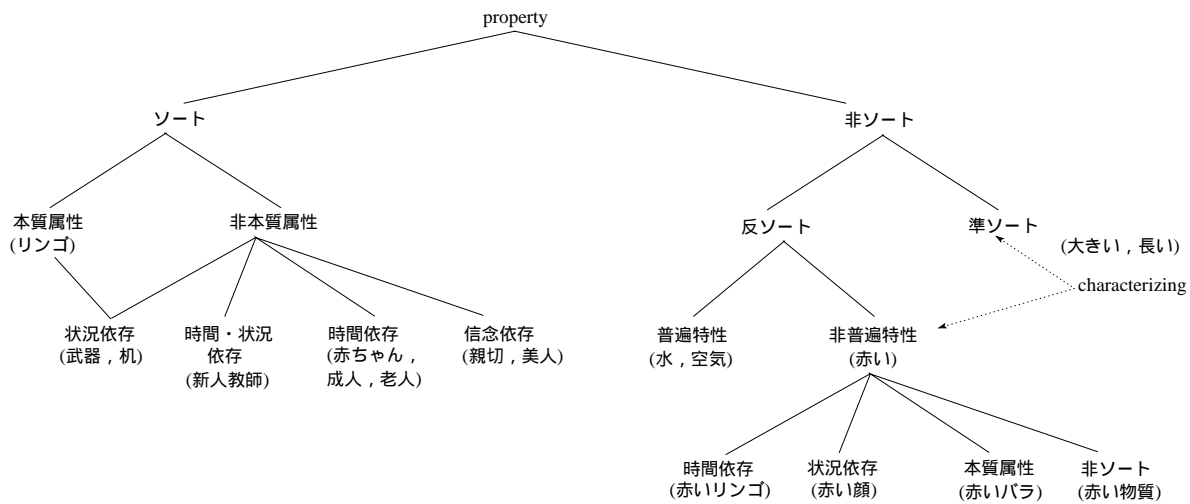 property
ソート
非ソート
本質属性
(リンゴ)
非本質属性
反ソート
準ソート
(大きい , 長い)
characterizing
状況依存
(武器 , 机)
時間・状況
依存
(新人教師)
時間依存
(赤ちゃん ,
成人 , 老人)
信念依存
(親切 , 美人)
普遍特性
(水 , 空気)
非普遍特性
(赤い)
時間依存
(赤いリンゴ)
状況依存
(赤い顔)
本質属性
(赤いバラ)
非ソート
(赤い物質)